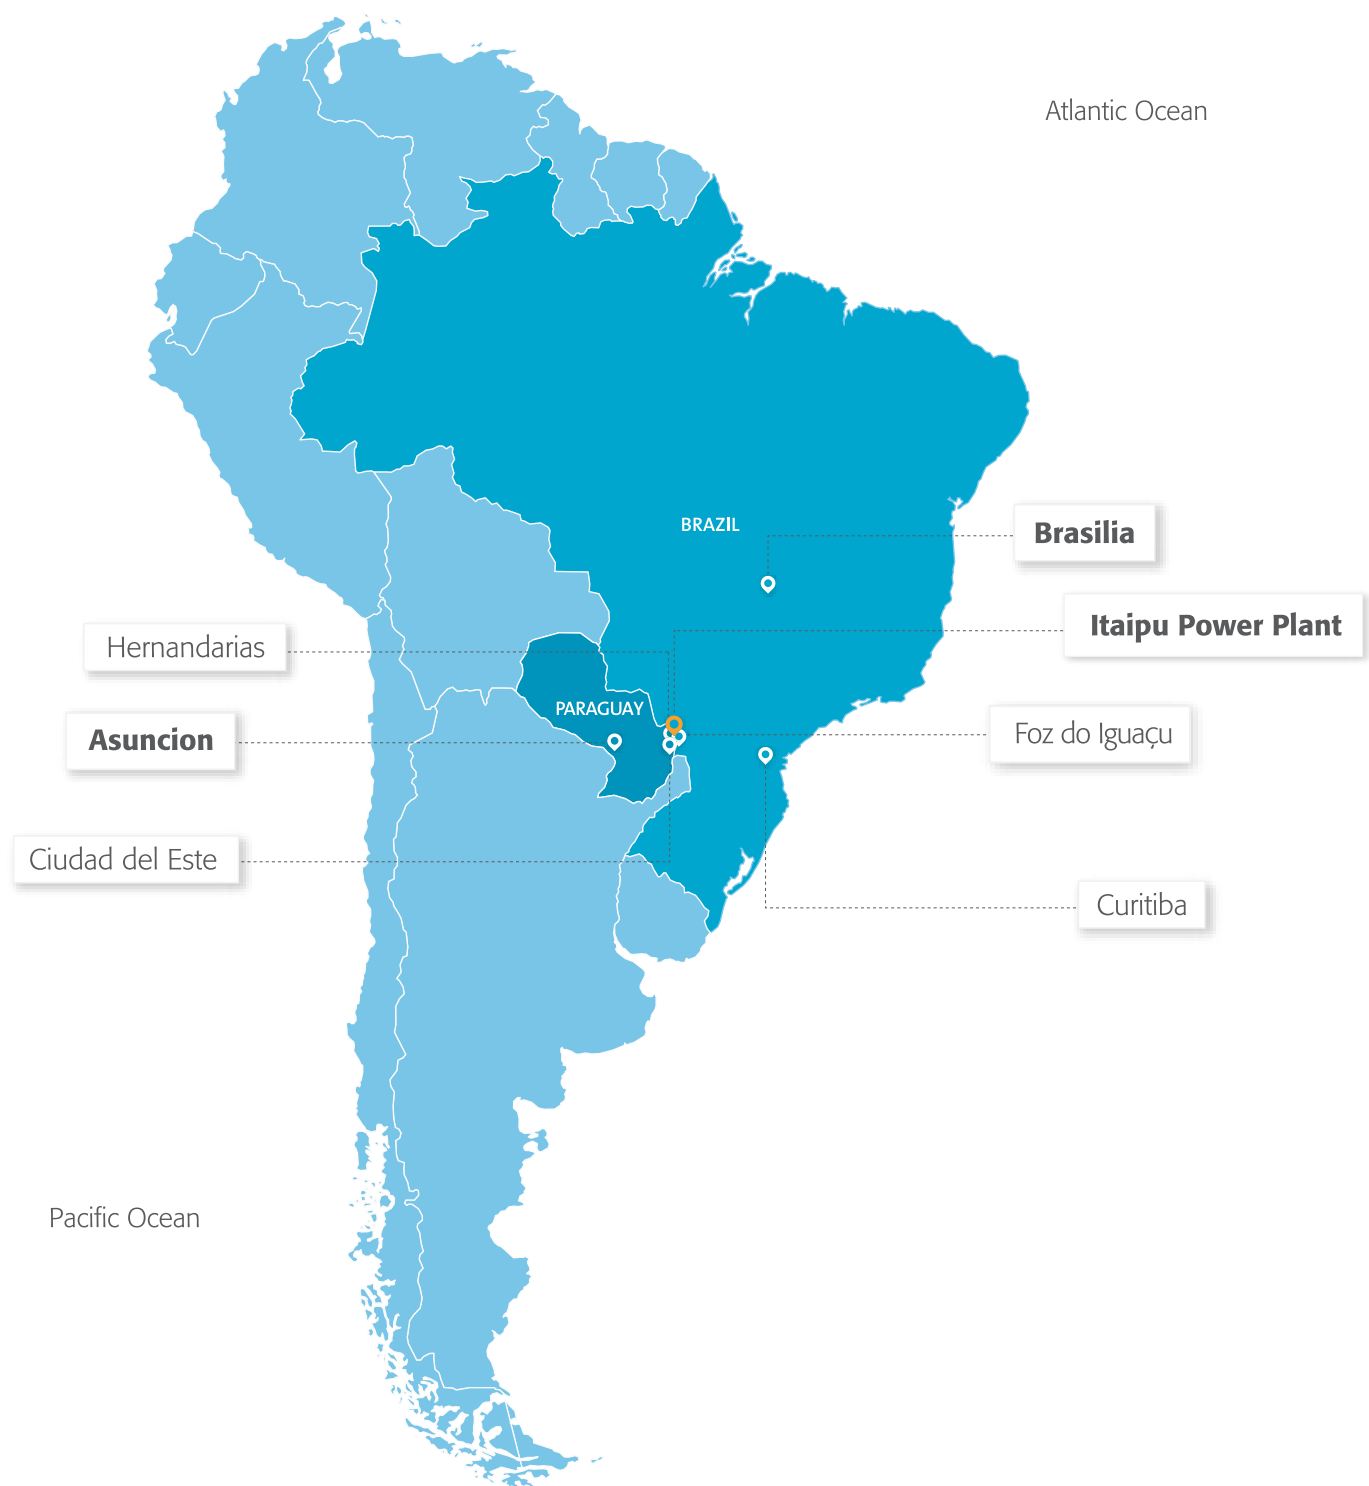 Atlantic Ocean
BRAZIL
Brasilia
Itaipu Power Plant
Hernandarias
PARAGUAY
Asuncion
Foz do Iguaçu
Ciudad del Este
Curitiba
Pacific Ocean